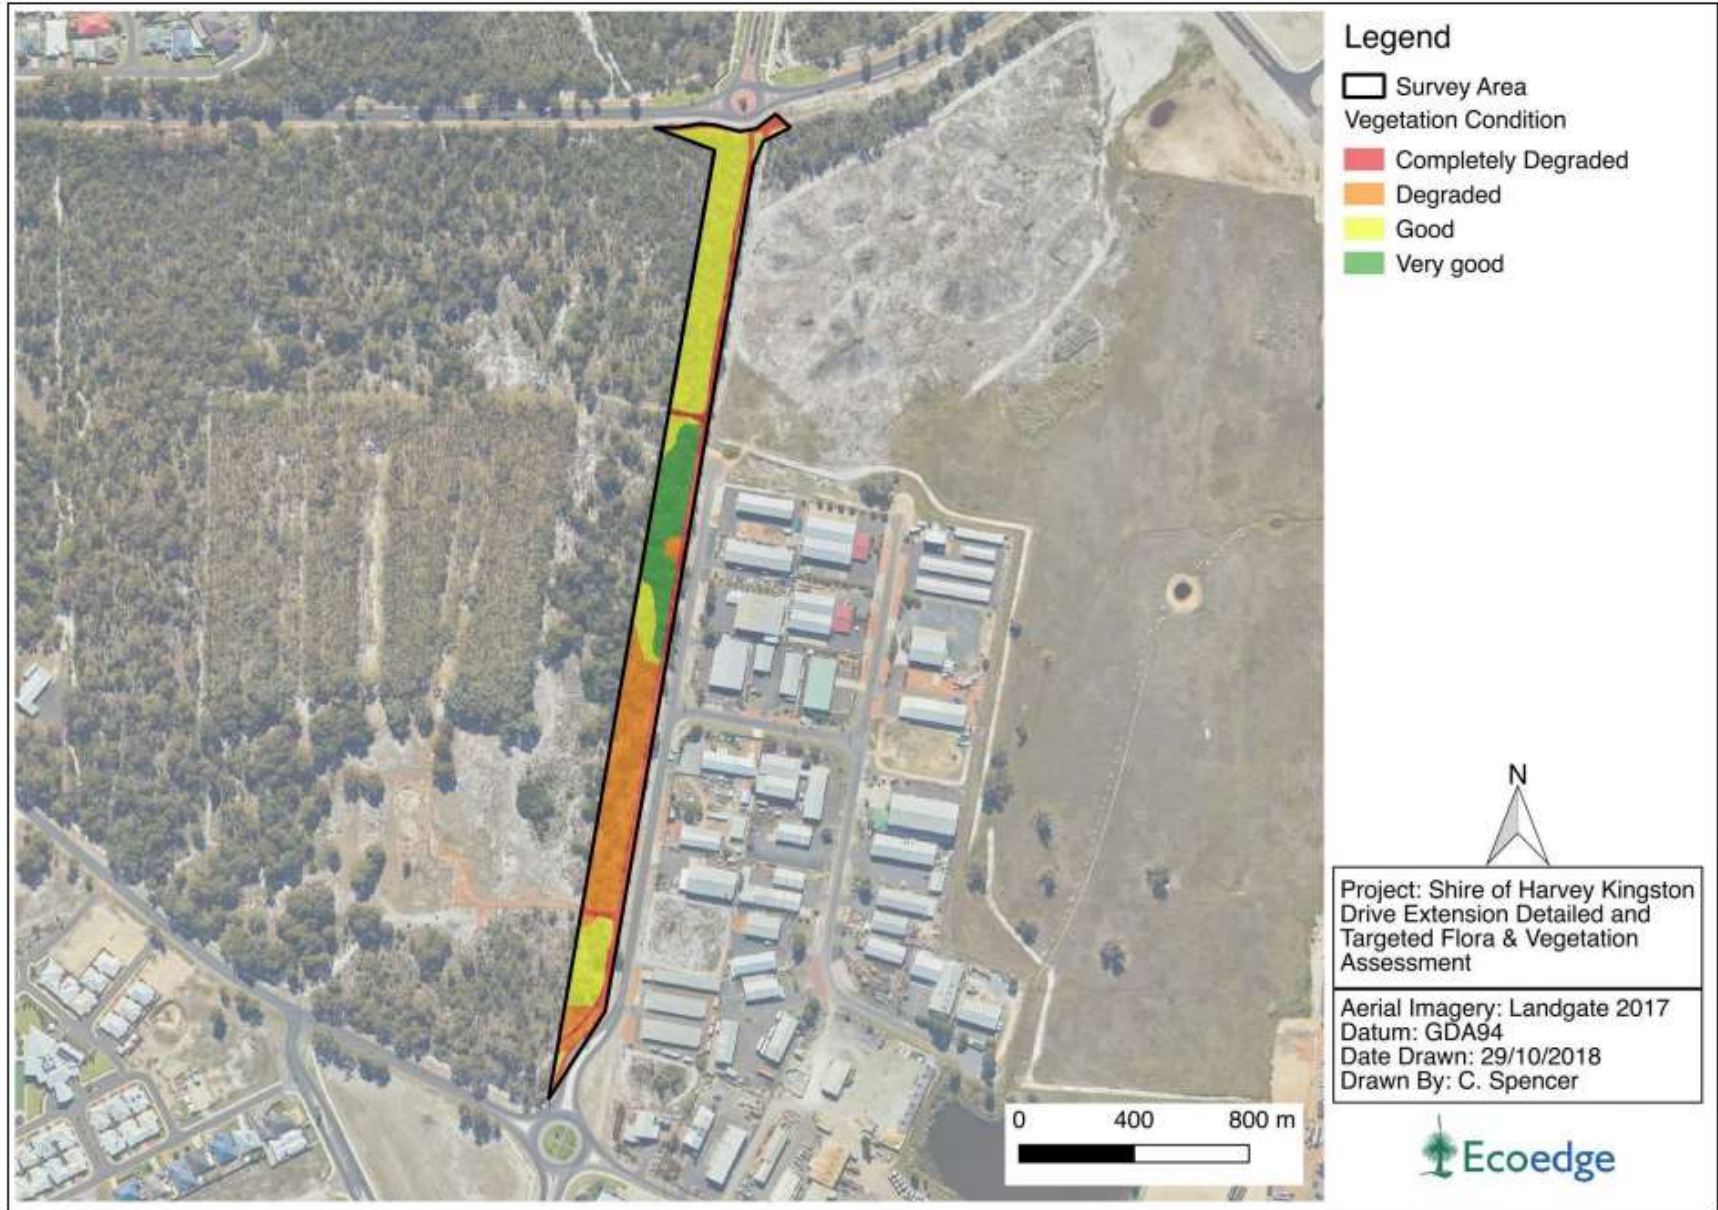 Legend
Survey Area
Vegetation Condition
Completely Degraded
Degraded
Good
Very good
N
Project: Shire of Harvey Kingston
Drive Extension Detailed and
Targeted Flora & Vegetation
Assessment
Aerial Imagery: Landgate 2017
Datum: GDA94
Date Drawn: 29/10/2018
Drawn By: C. Spencer
0 400 800 m
Ecoedge